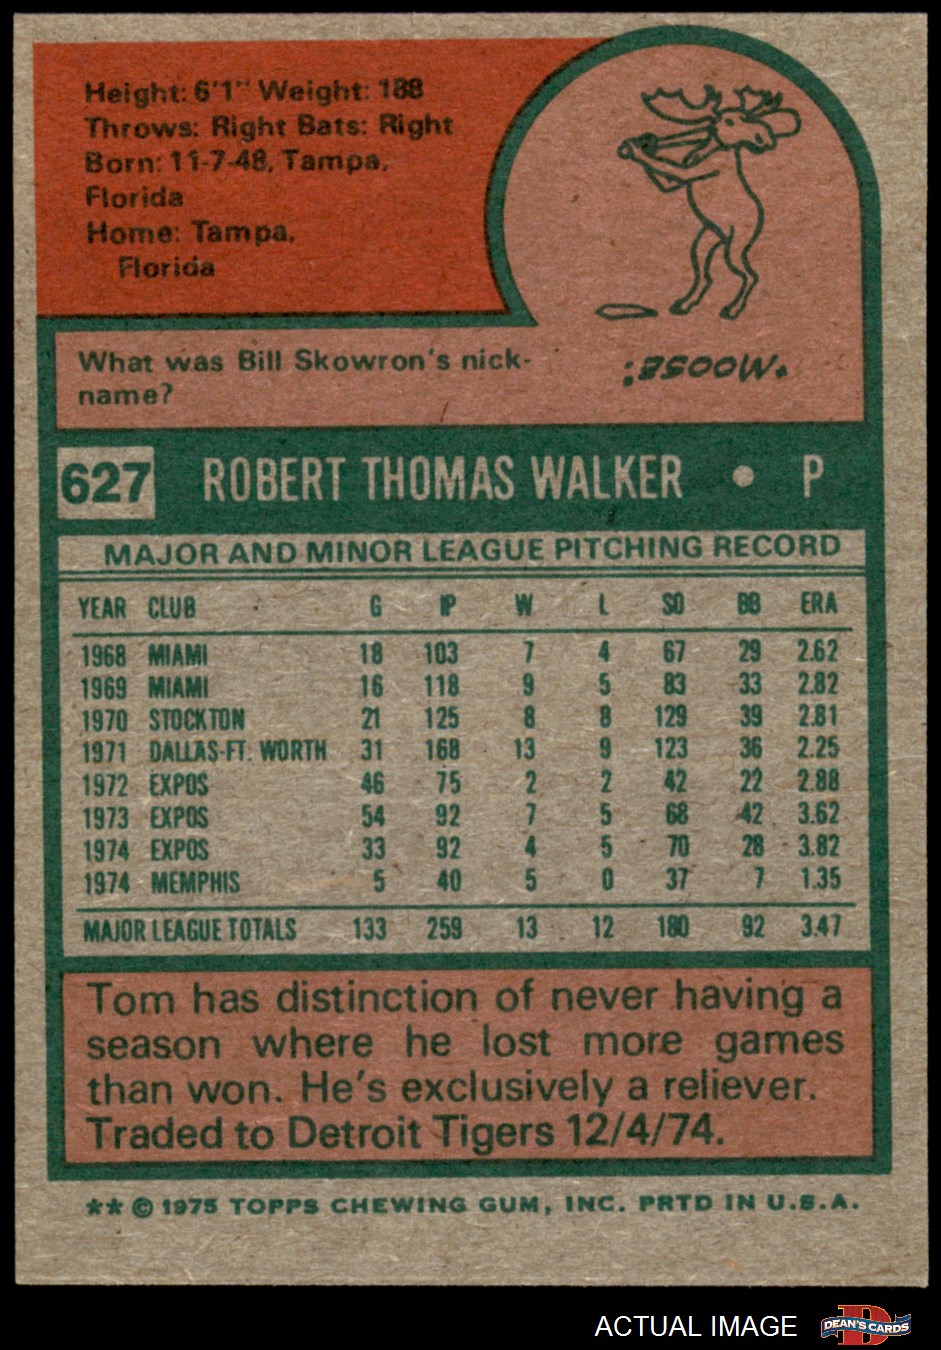 Height: 6'1" Weight: 188
Throws: Right Bats: Right
Born: 11-7-48, Tampa,
Florida
Home: Tampa,
Florida
What was Bill Skowron's nick-
name?
"MOOSE."
627 ROBERT THOMAS WALKER • P
MAJOR AND MINOR LEAGUE PITCHING RECORD
YEAR CLUB G IP W L SO BB ERA
1968 MIAMI 18 103 7 4 67 29 2.62
1969 MIAMI 16 118 9 5 83 33 2.82
1970 STOCKTON 21 125 8 8 129 39 2.81
1971 DALLAS-FT. WORTH 31 168 13 9 123 36 2.25
1972 EXPOS 46 75 2 2 42 22 2.88
1973 EXPOS 54 92 7 5 68 42 3.62
1974 EXPOS 33 92 4 5 70 28 3.82
1974 MEMPHIS 5 40 5 0 37 7 1.35
MAJOR LEAGUE TOTALS 133 259 13 12 180 92 3.47
Tom has distinction of never having a
season where he lost more games
than won. He's exclusively a reliever.
Traded to Detroit Tigers 12/4/74.
** © 1975 TOPPS CHEWING GUM, INC. PRTD IN U.S.A.
ACTUAL IMAGE
DEAN'S CARDS